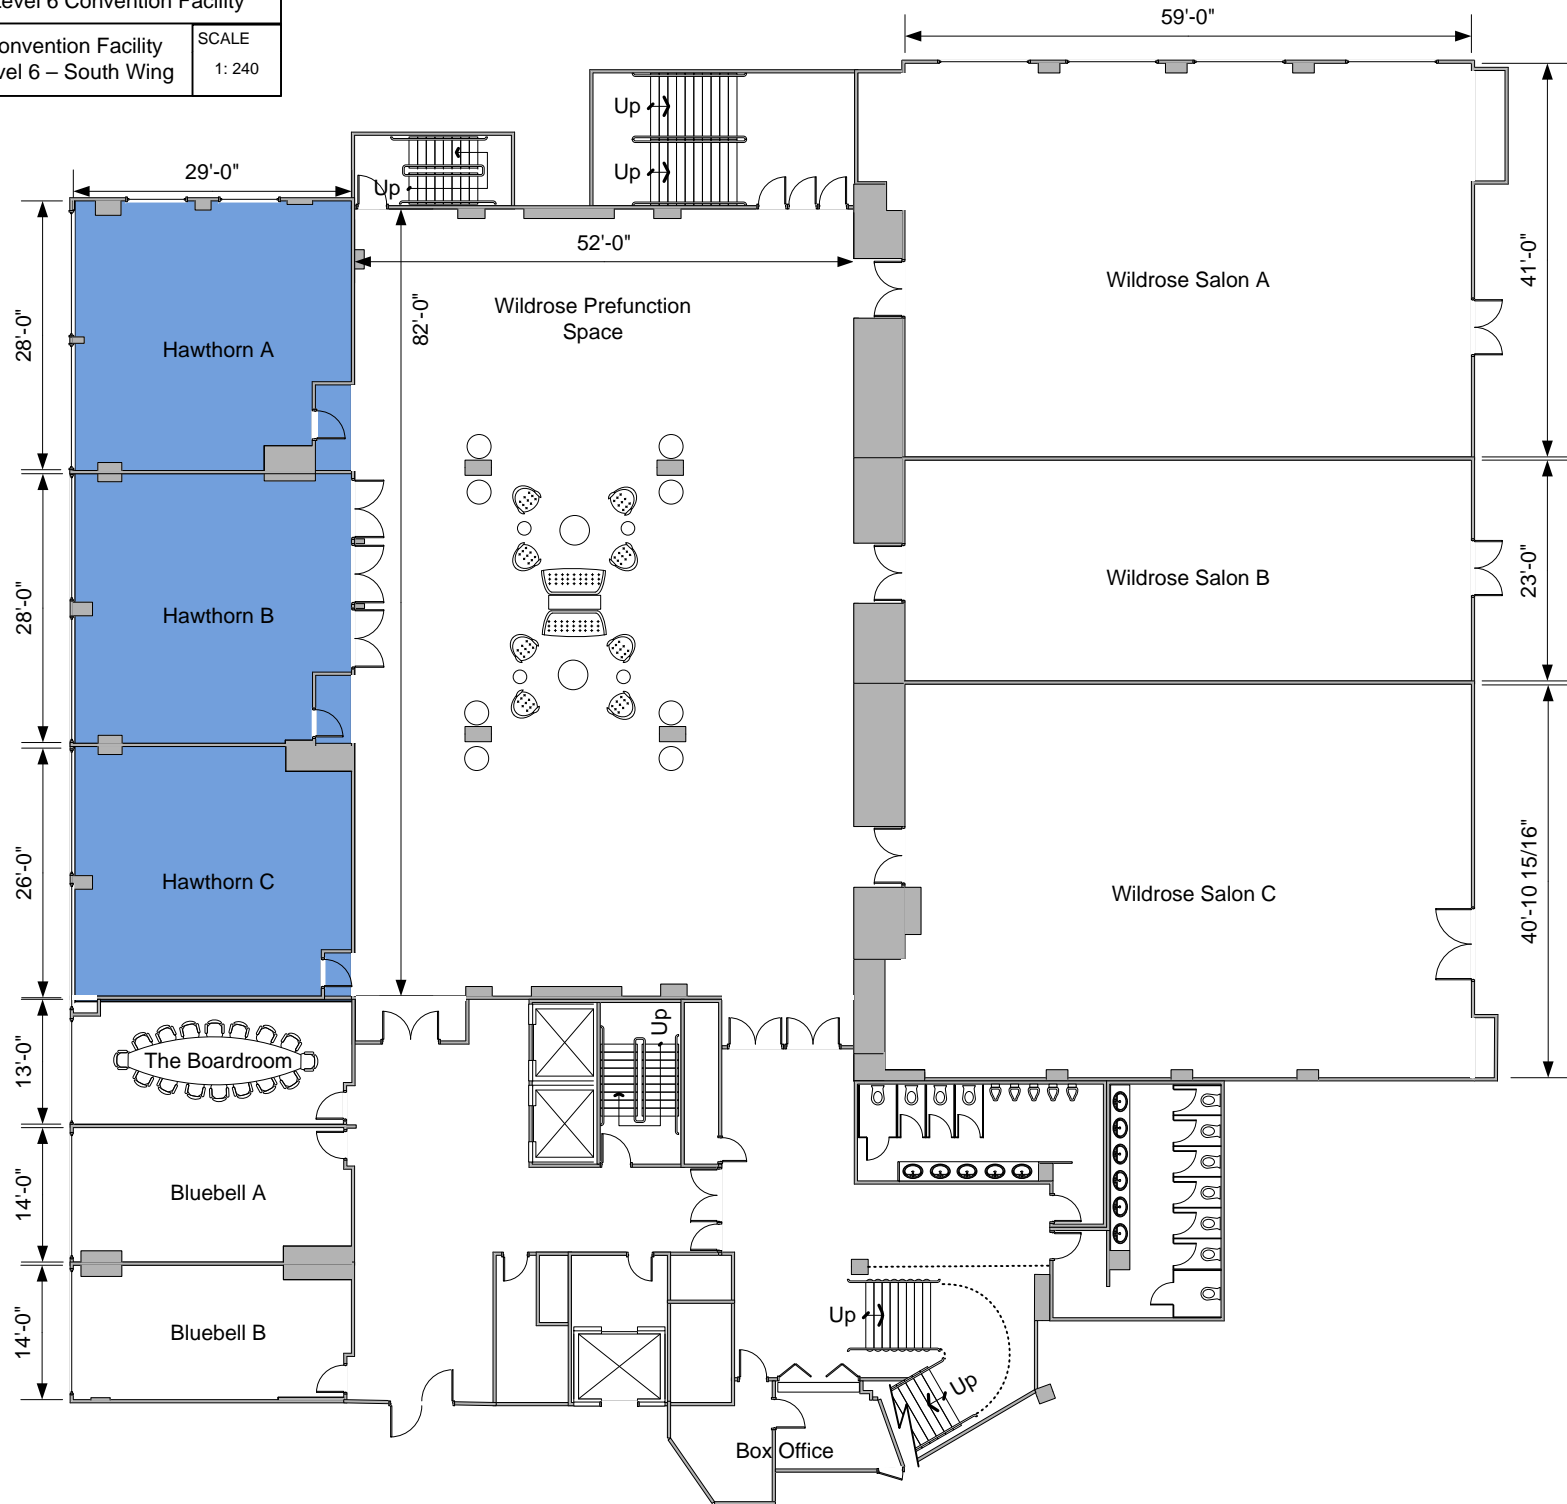 Level 6 Convention Facility
onvention Facility
vel 6 – South Wing
SCALE
1: 240
59'-0"
Up
Up
Up
29'-0"
52'-0"
82'-0"
41'-0"
28'-0"
Wildrose Prefunction
Space
Wildrose Salon A
Hawthorn A
28'-0"
Hawthorn B
Wildrose Salon B
23'-0"
26'-0"
Hawthorn C
Wildrose Salon C
40'-10 15/16"
13'-0"
The Boardroom
Up
14'-0"
Bluebell A
14'-0"
Bluebell B
Up
Up
Box Office